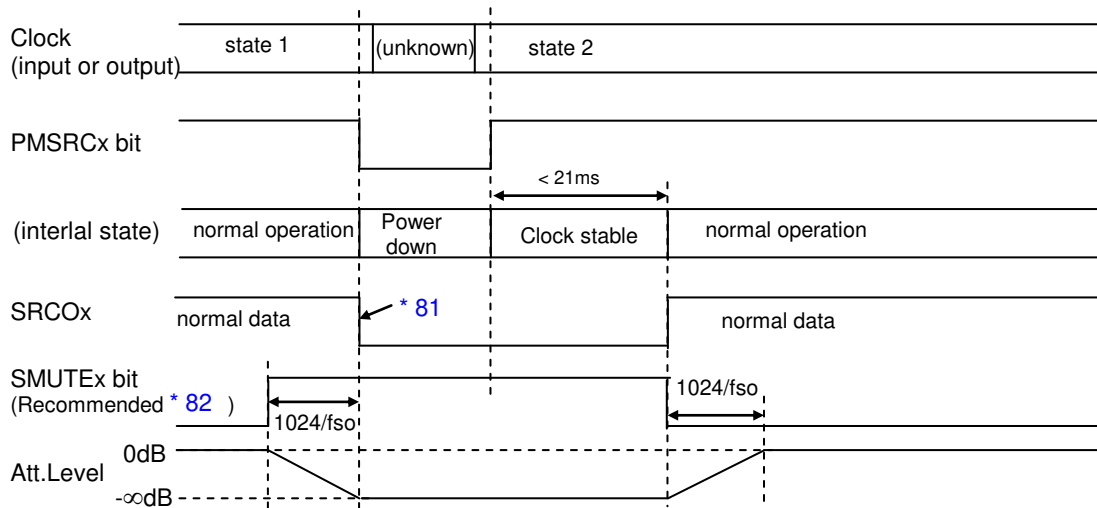 Clock
(input or output)
state 1
(unknown)
state 2
PMSRCx bit
< 21ms
(interlal state)
normal operation
Power
down
Clock stable
normal operation
SRCOx
normal data
* 81
normal data
SMUTEx bit
(Recommended * 82 )
1024/fso
1024/fso
Att.Level
0dB
-∞dB